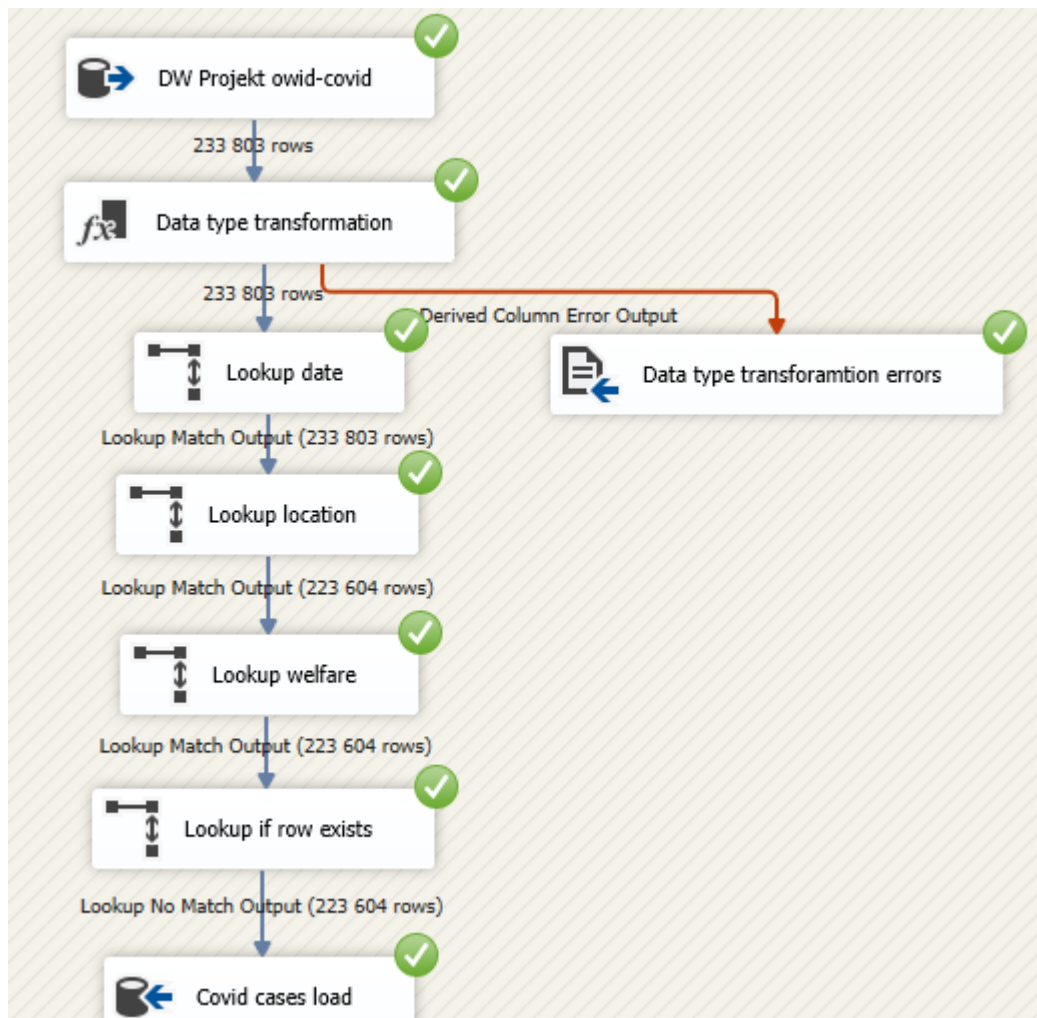 DW Projekt owid-covid
233 803 rows
fx
Data type transformation
233 803 rows
Derived Column Error Output
Lookup date
Data type transforamtion errors
Lookup Match Output (233 803 rows)
Lookup location
Lookup Match Output (223 604 rows)
Lookup welfare
Lookup Match Output (223 604 rows)
Lookup if row exists
Lookup No Match Output (223 604 rows)
Covid cases load